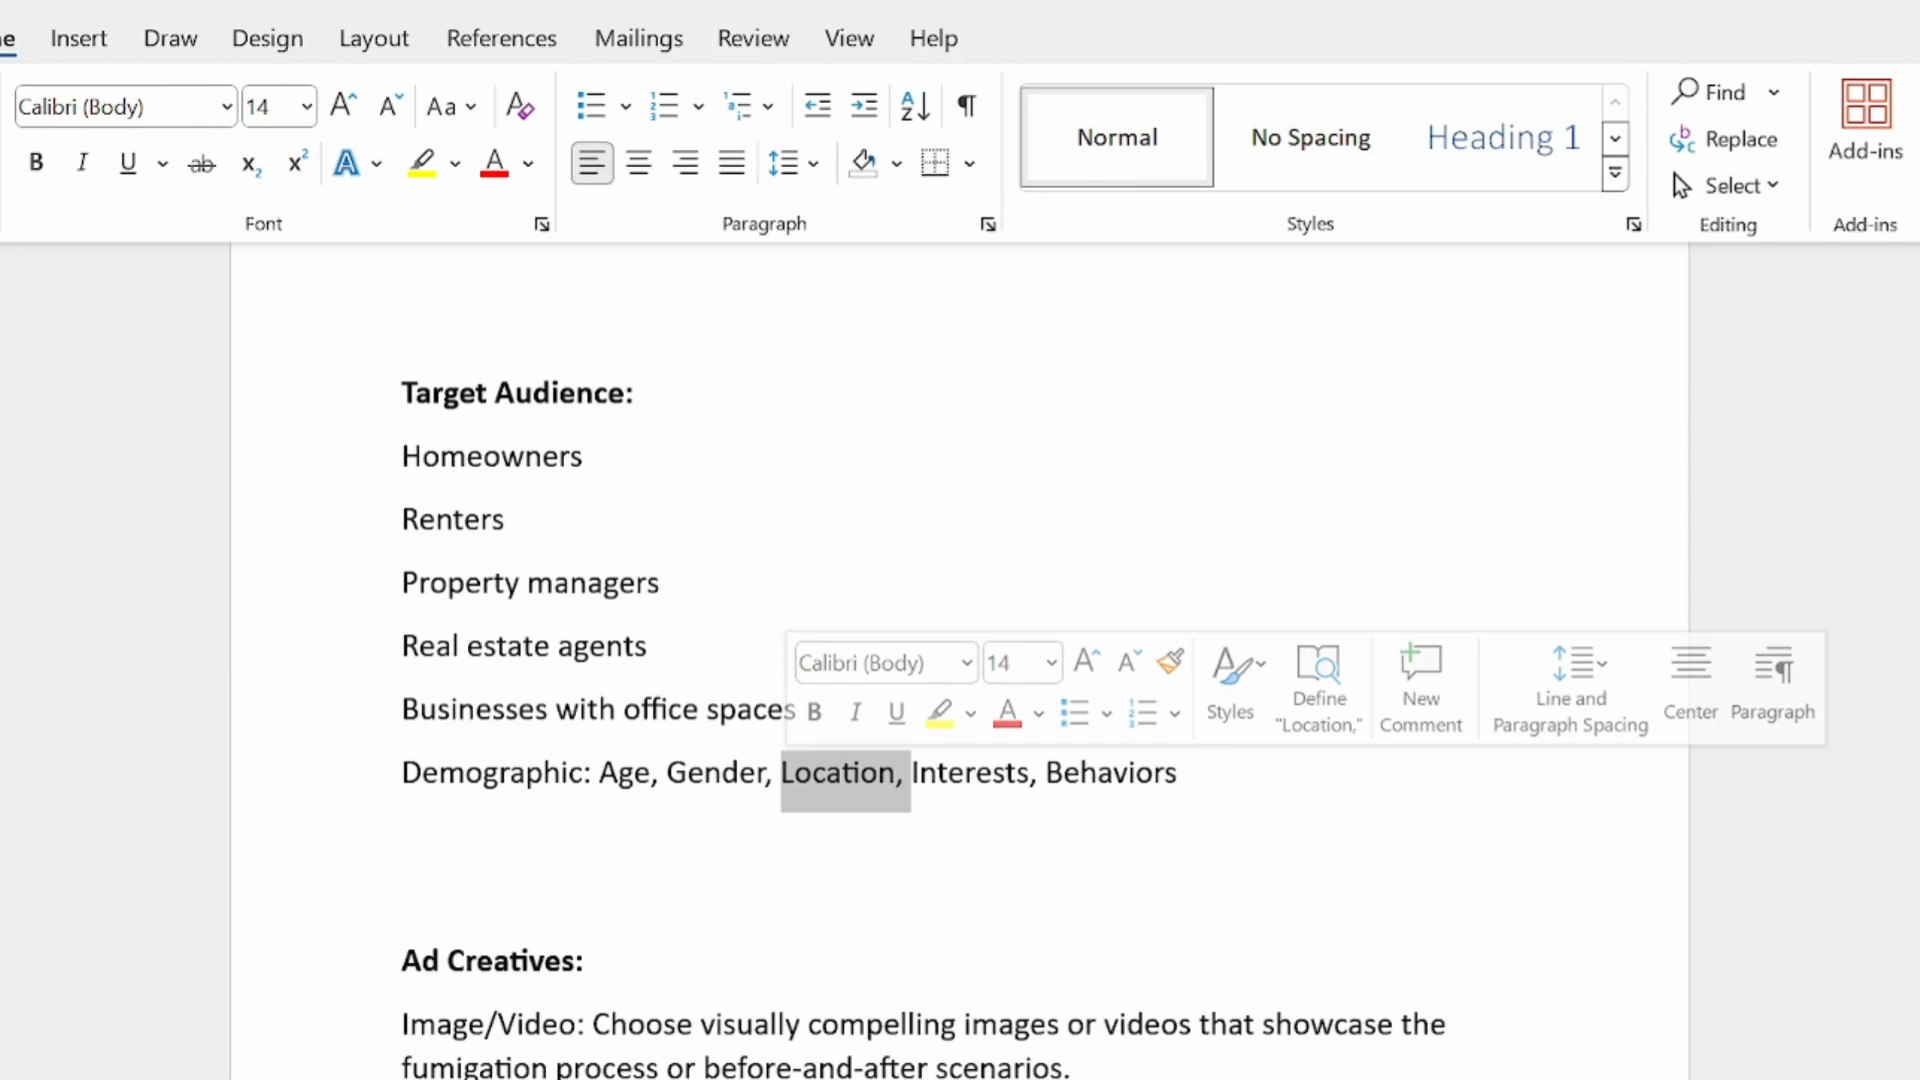 Insert Draw Design Layout References Mailings Review View Help
Calibri (Body) 14 Aa
Normal No Spacing Heading 1
Find
Replace
Select
Add-ins
B I U ab x₂ x² A A
Font Paragraph Styles Editing Add-ins
Target Audience:
Homeowners
Renters
Property managers
Real estate agents
Businesses with office spaces
Calibri (Body) 14
B I U A
Styles
Define
"Location,"
New
Comment
Line and
Paragraph Spacing
Center
Paragraph
Demographic: Age, Gender, Location, Interests, Behaviors
Ad Creatives:
Image/Video: Choose visually compelling images or videos that showcase the
fumigation process or before-and-after scenarios.